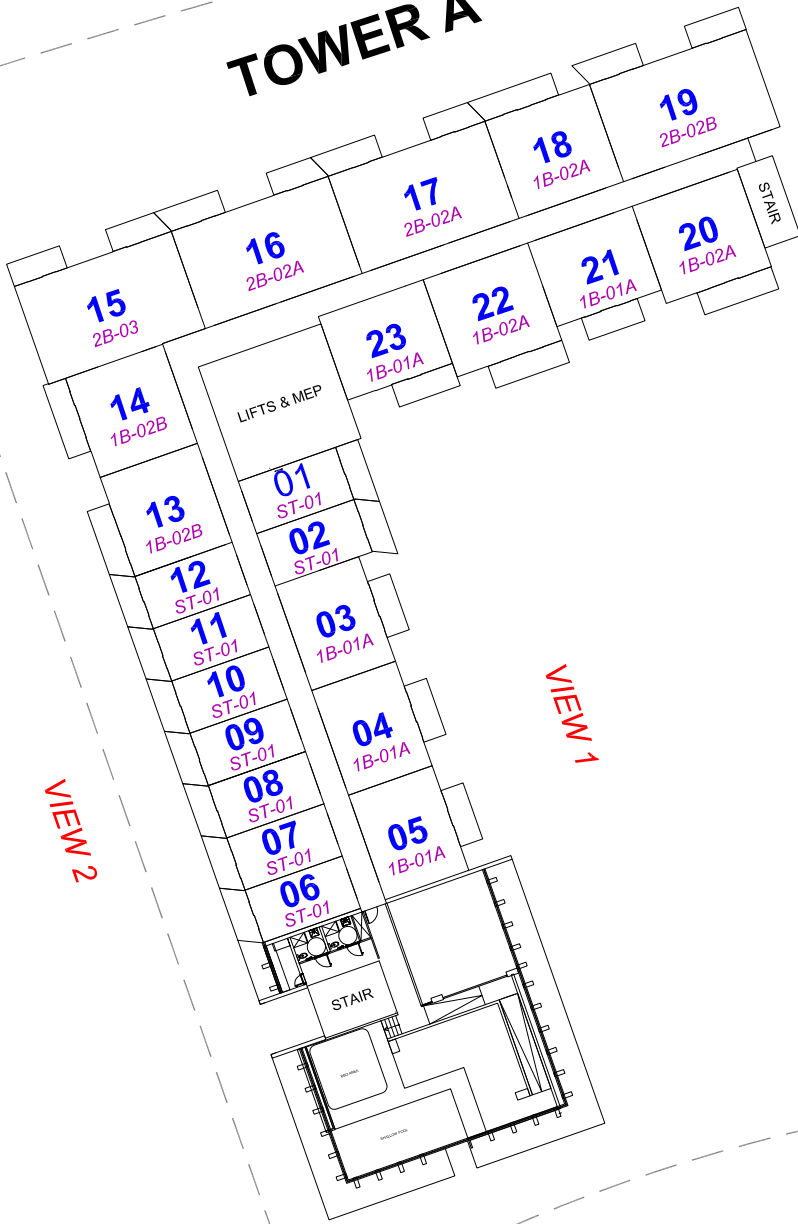 TOWER A
19
2B-02B
18
1B-02A
17
2B-02A
16
2B-02A
15
2B-03
STAIR
20
1B-02A
21
1B-01A
22
1B-02A
23
1B-01A
14
1B-02B
LIFTS & MEP
13
1B-02B
01
ST-01
02
ST-01
12
ST-01
03
1B-01A
11
ST-01
10
ST-01
04
1B-01A
09
ST-01
VIEW 1
08
ST-01
05
1B-01A
07
ST-01
VIEW 2
06
ST-01
STAIR
BBQ AREA
SHALLOW POOL